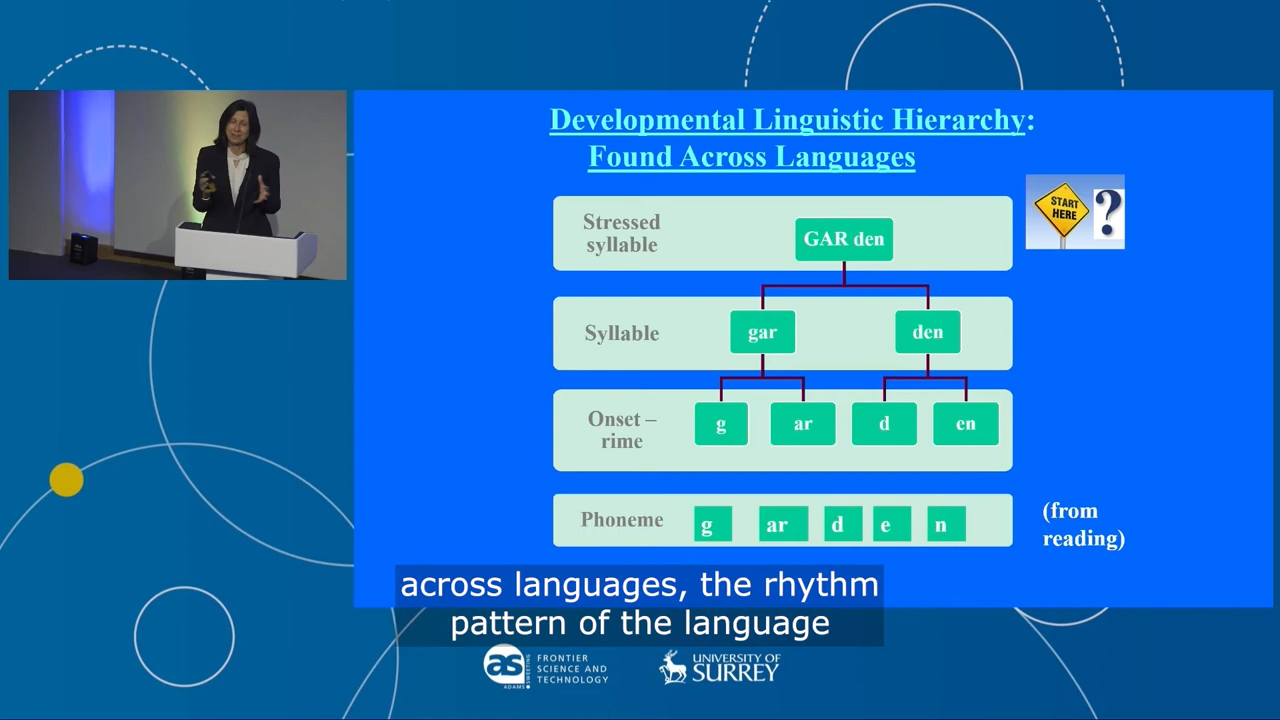 Developmental Linguistic Hierarchy:
Found Across Languages
START
HERE
?
Stressed
syllable
GAR den
Syllable
gar
den
Onset –
rime
g
ar
d
en
Phoneme
g
ar
d
e
n
(from
reading)
across languages, the rhythm
pattern of the language
as
ADAMS
SWEETING
FRONTIER
SCIENCE AND
TECHNOLOGY
UNIVERSITY OF
SURREY